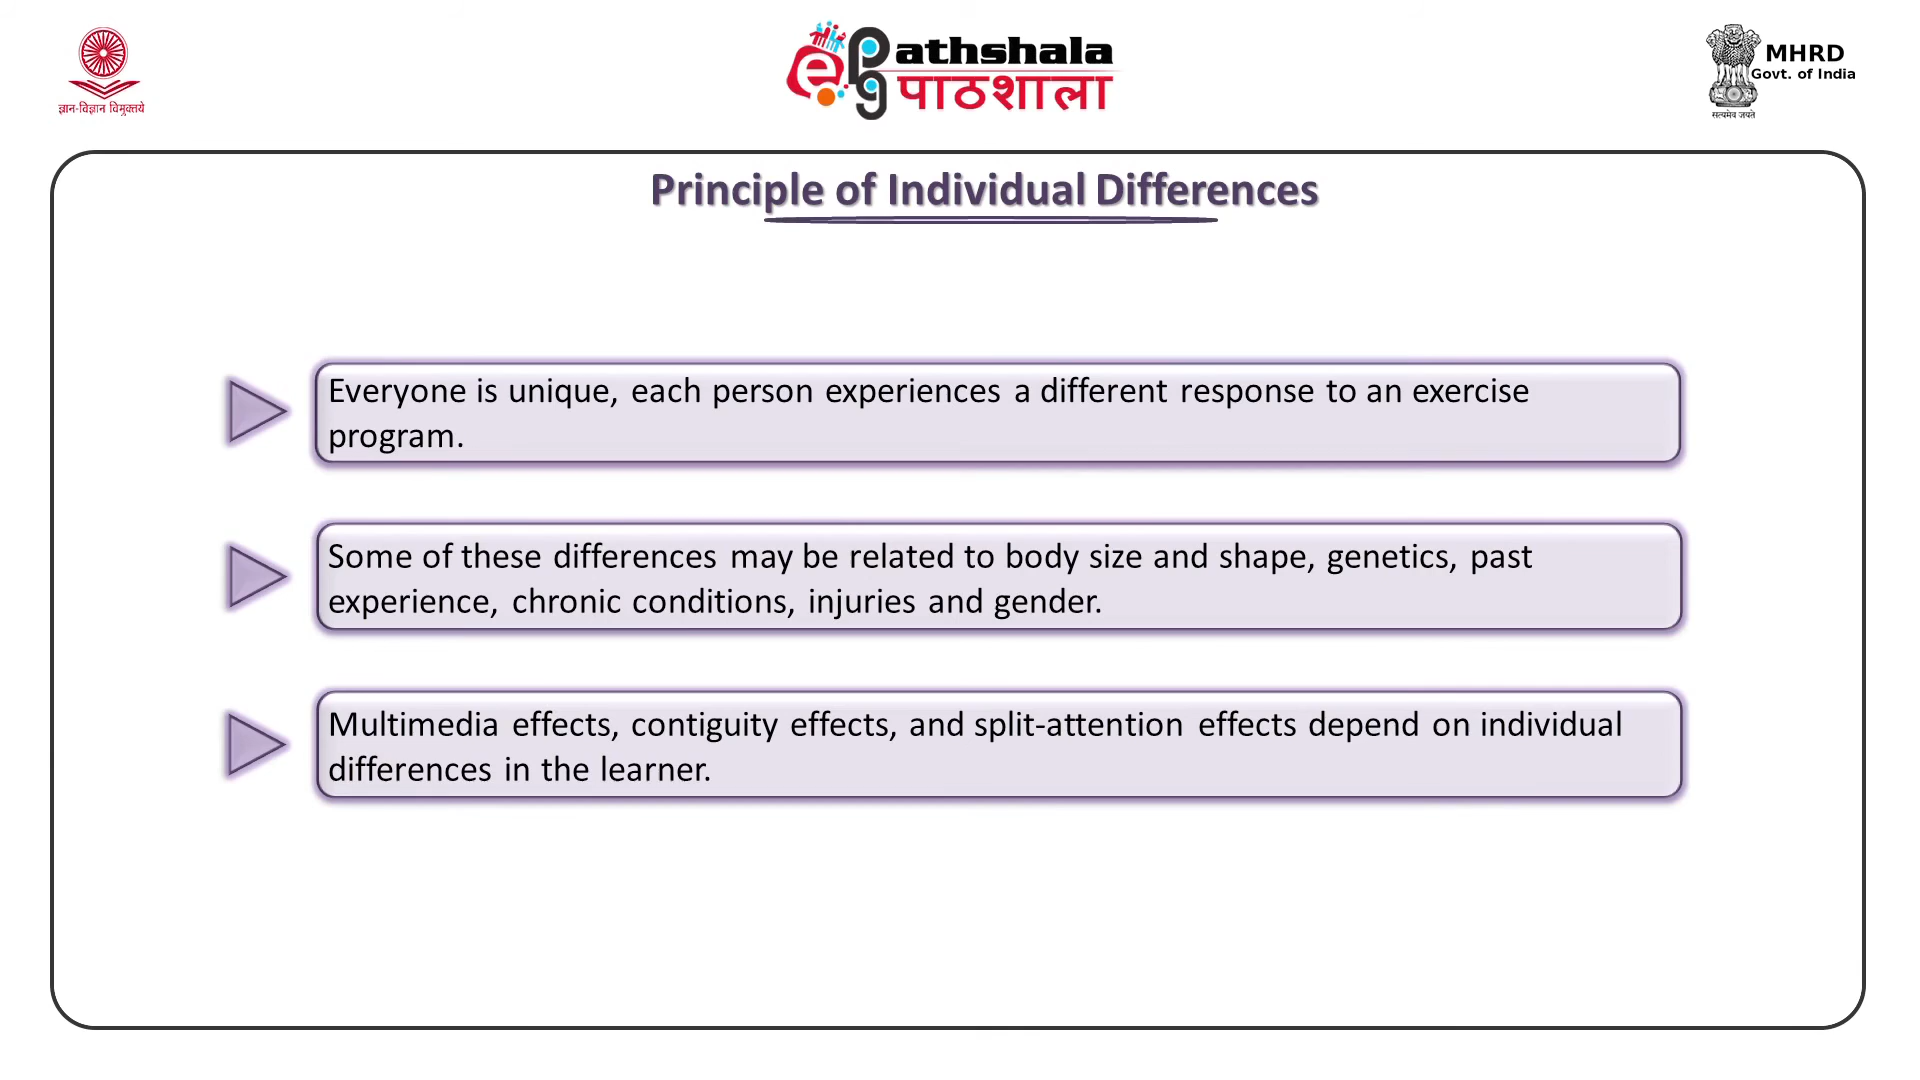 ज्ञान-विज्ञान विमुक्तये
ePg Pathshala
पाठशाला
MHRD
Govt. of India
सत्यमेव जयते
Principle of Individual Differences
Everyone is unique, each person experiences a different response to an exercise
program.
Some of these differences may be related to body size and shape, genetics, past
experience, chronic conditions, injuries and gender.
Multimedia effects, contiguity effects, and split-attention effects depend on individual
differences in the learner.